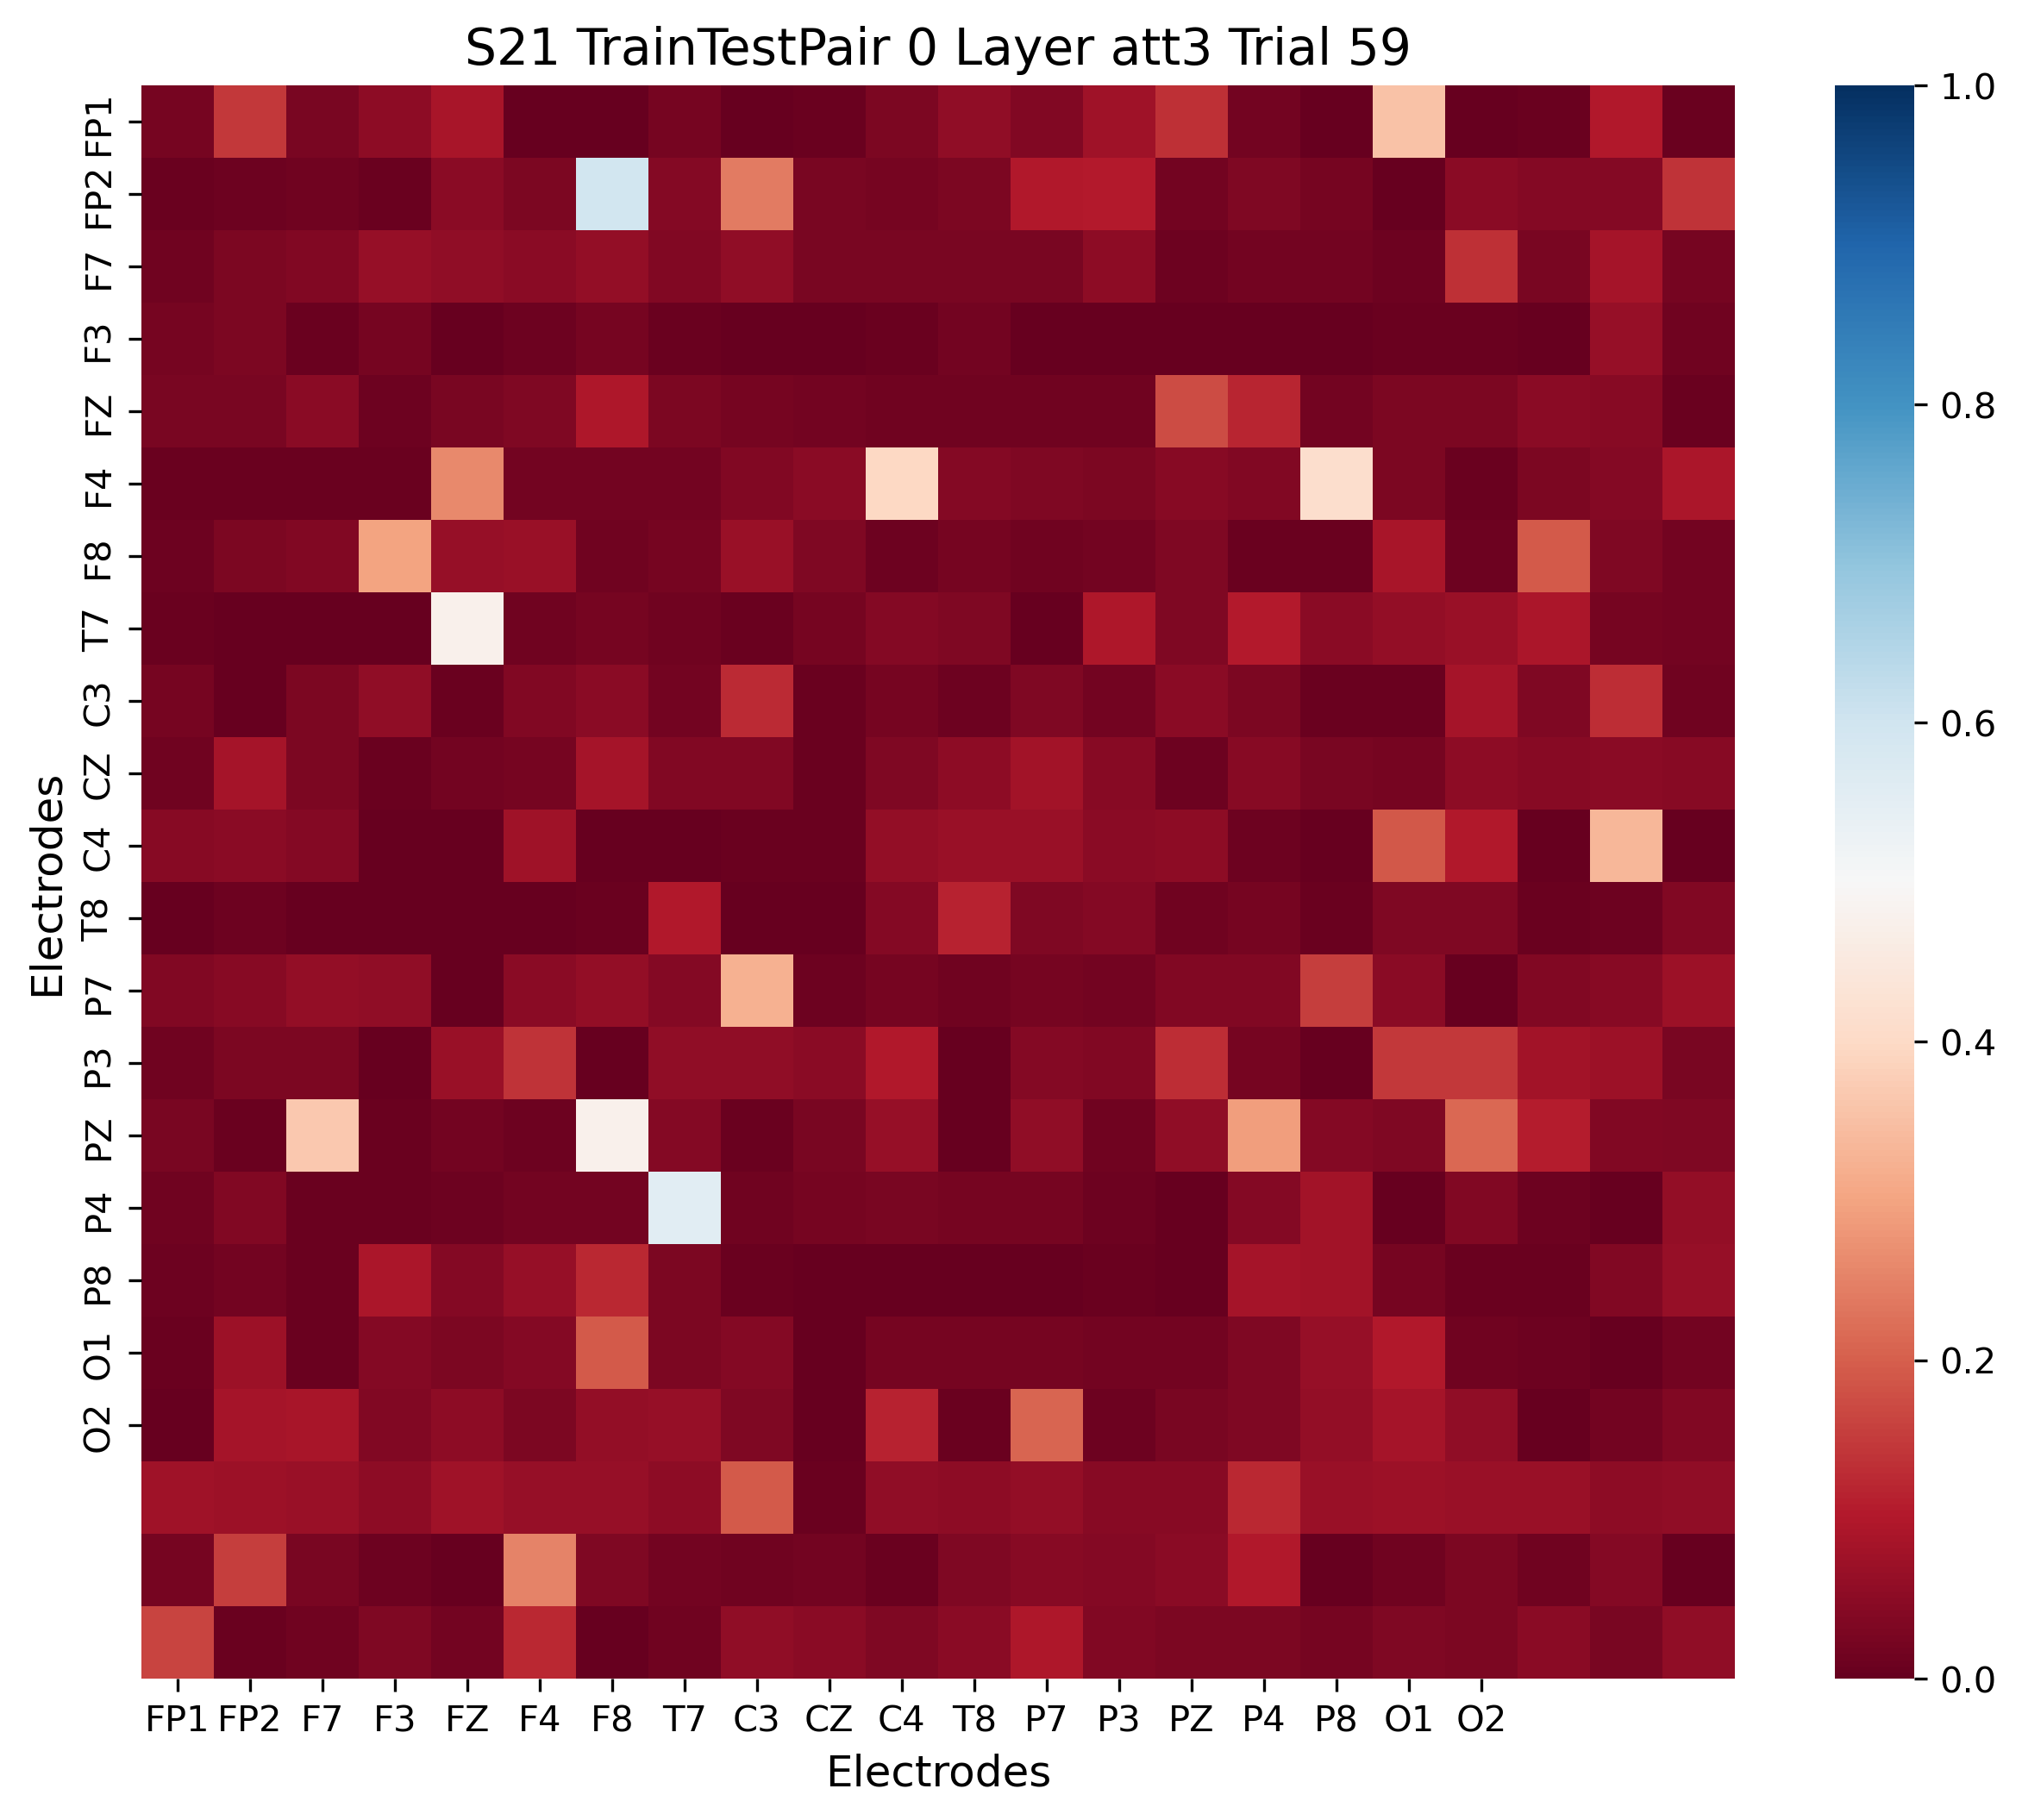 S21 TrainTestPair 0 Layer att3 Trial 59
Electrodes
FP1
FP2
F7
F3
FZ
F4
F8
T7
C3
CZ
C4
T8
P7
P3
PZ
P4
P8
O1
O2
1.0
0.8
0.6
0.4
0.2
0.0
FP1 FP2 F7 F3 FZ F4 F8 T7 C3 CZ C4 T8 P7 P3 PZ P4 P8 O1 O2
Electrodes